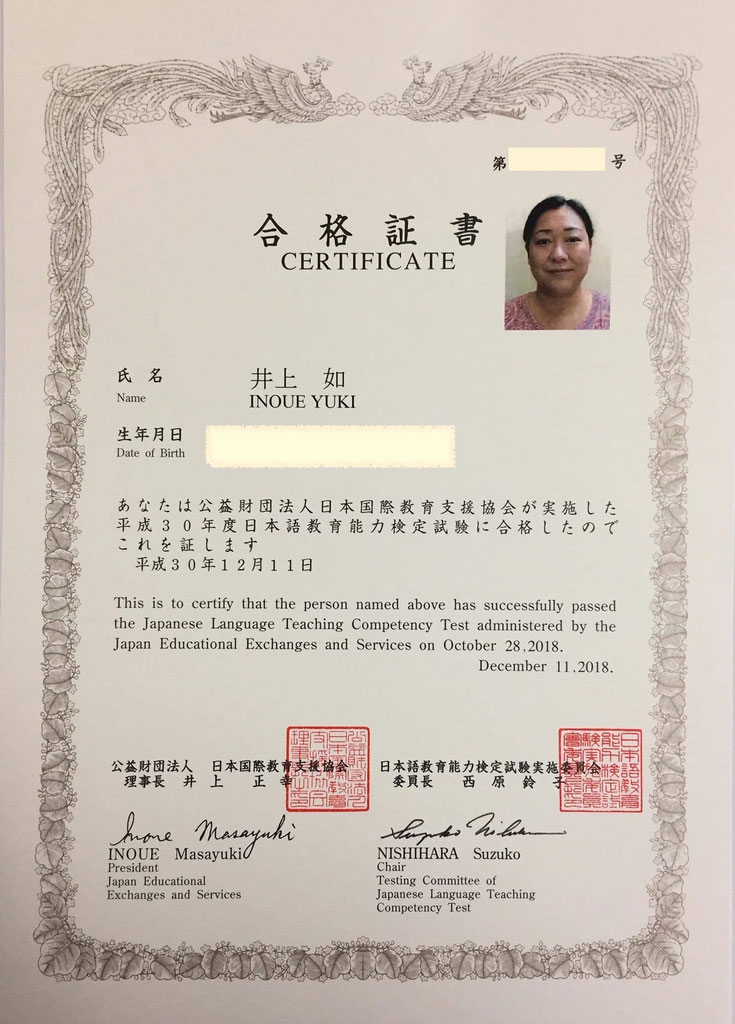 第 号
合格証書
CERTIFICATE
氏名 井上 如
Name INOUE YUKI
生年月日
Date of Birth
あなたは公益財団法人日本国際教育支援協会が実施した
平成３０年度日本語教育能力検定試験に合格したので
これを証します
平成３０年１２月１１日
This is to certify that the person named above has successfully passed
the Japanese Language Teaching Competency Test administered by the
Japan Educational Exchanges and Services on October 28,2018.
December 11,2018.
公益財団法人 日本国際教育支援協会
理事長 井上 正幸
Inoue Masayuki
INOUE Masayuki
President
Japan Educational
Exchanges and Services
日本語教育能力検定試験実施委員会
委員長 西原 鈴子
NISHIHARA Suzuko
Chair
Testing Committee of
Japanese Language Teaching
Competency Test